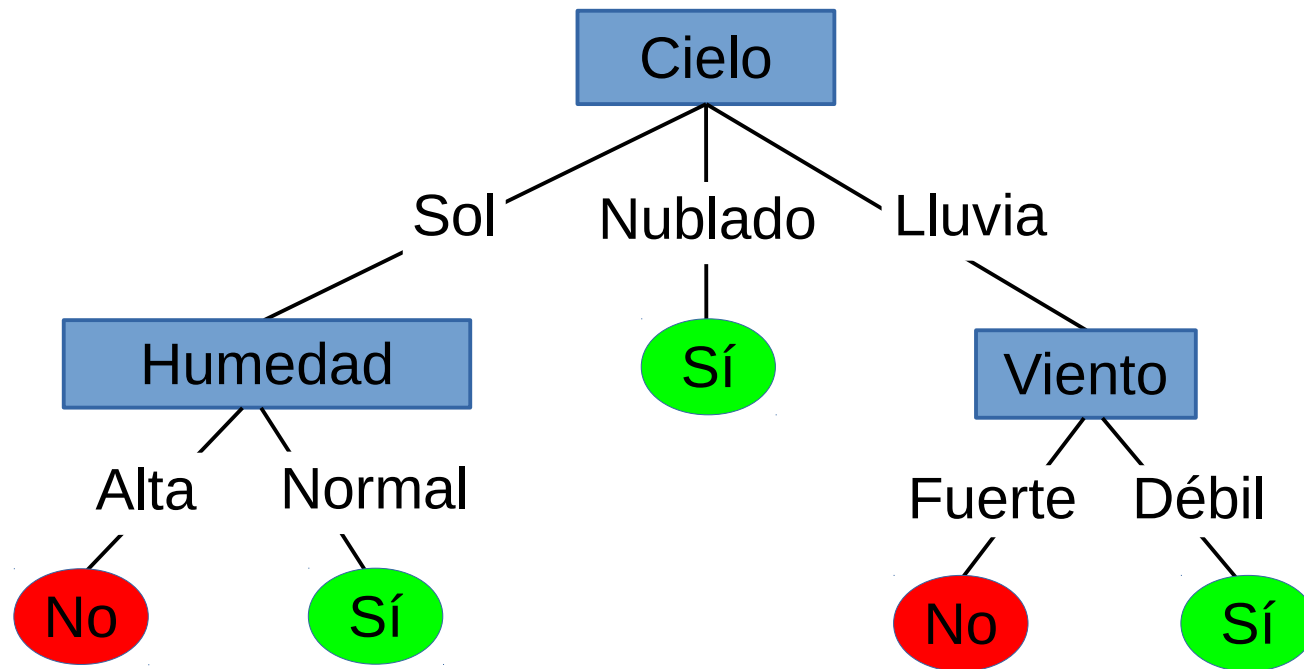 Cielo
Sol
Nublado
Lluvia
Humedad
Sí
Viento
Alta
Normal
Fuerte
Débil
No
Sí
No
Sí